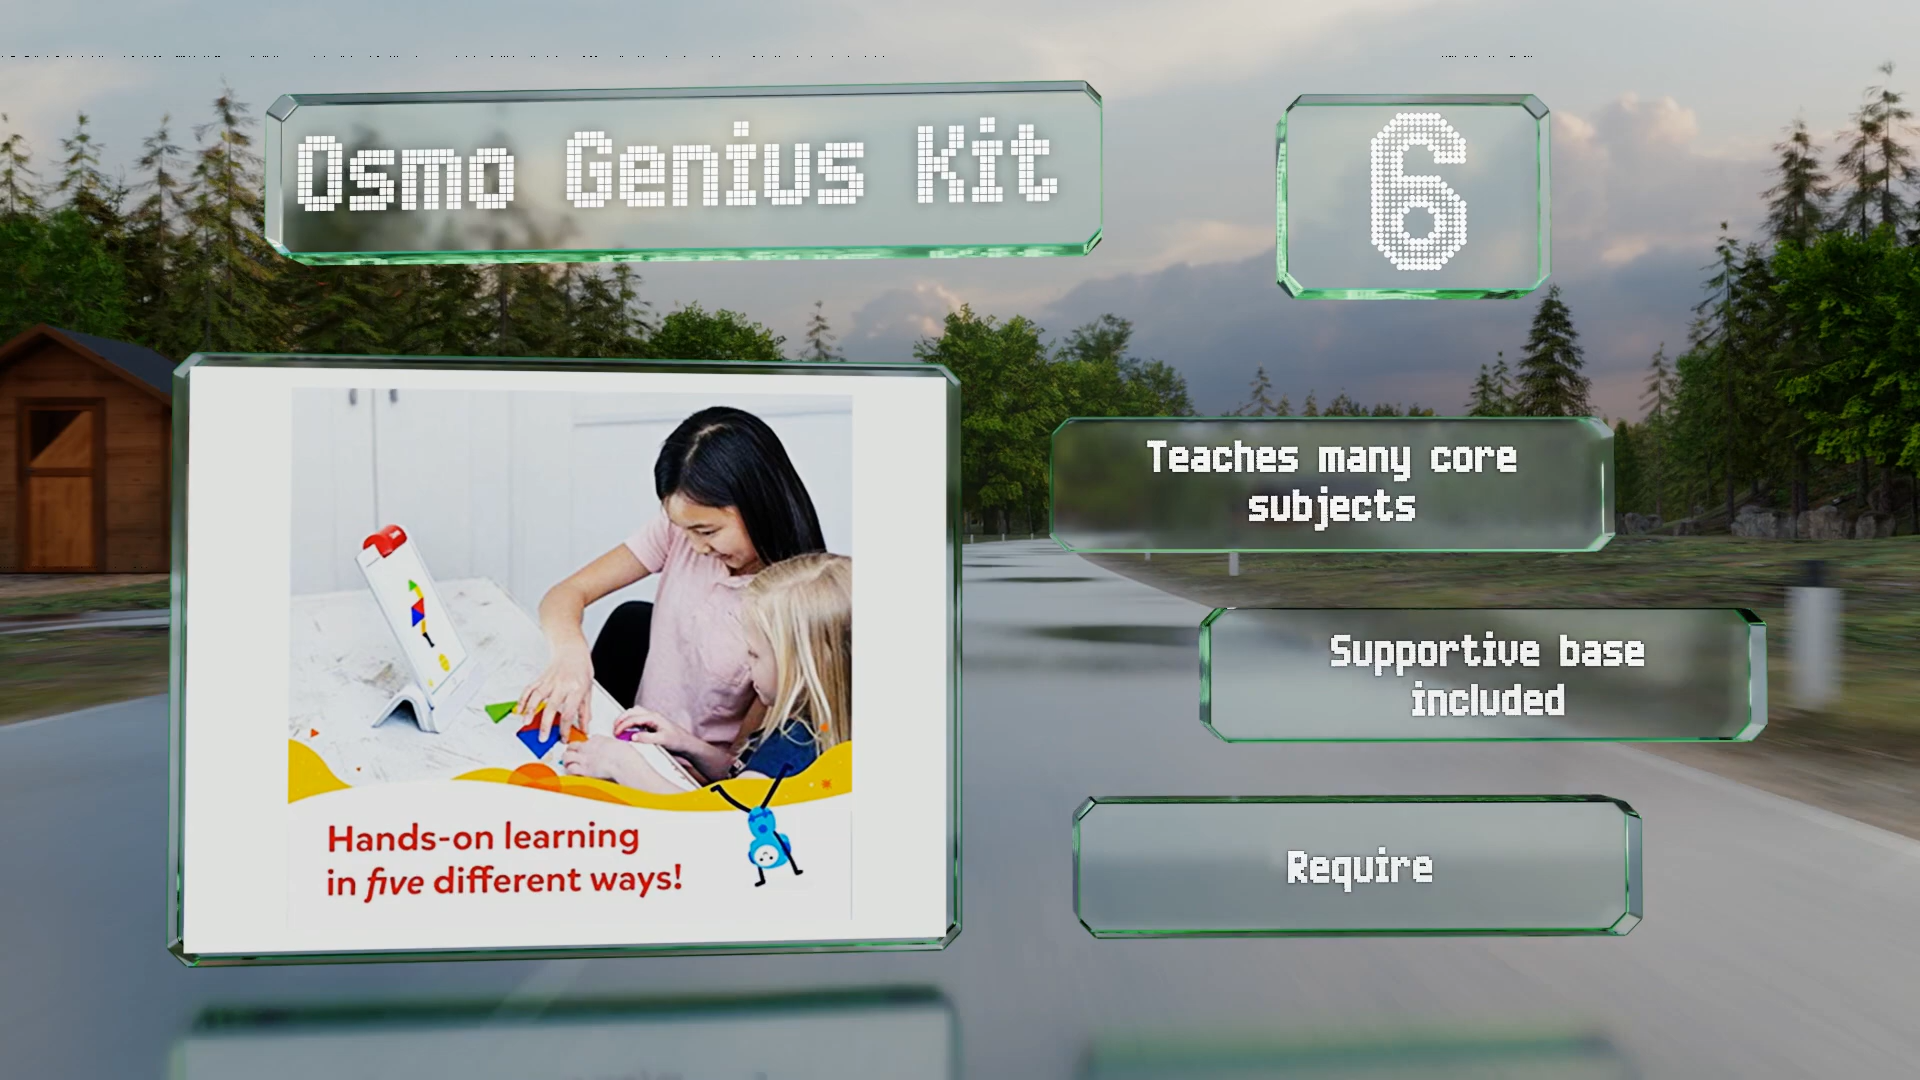 Osmo Genius Kit
6
Teaches many core
subjects
Supportive base
included
Require
Hands-on learning
in five different ways!